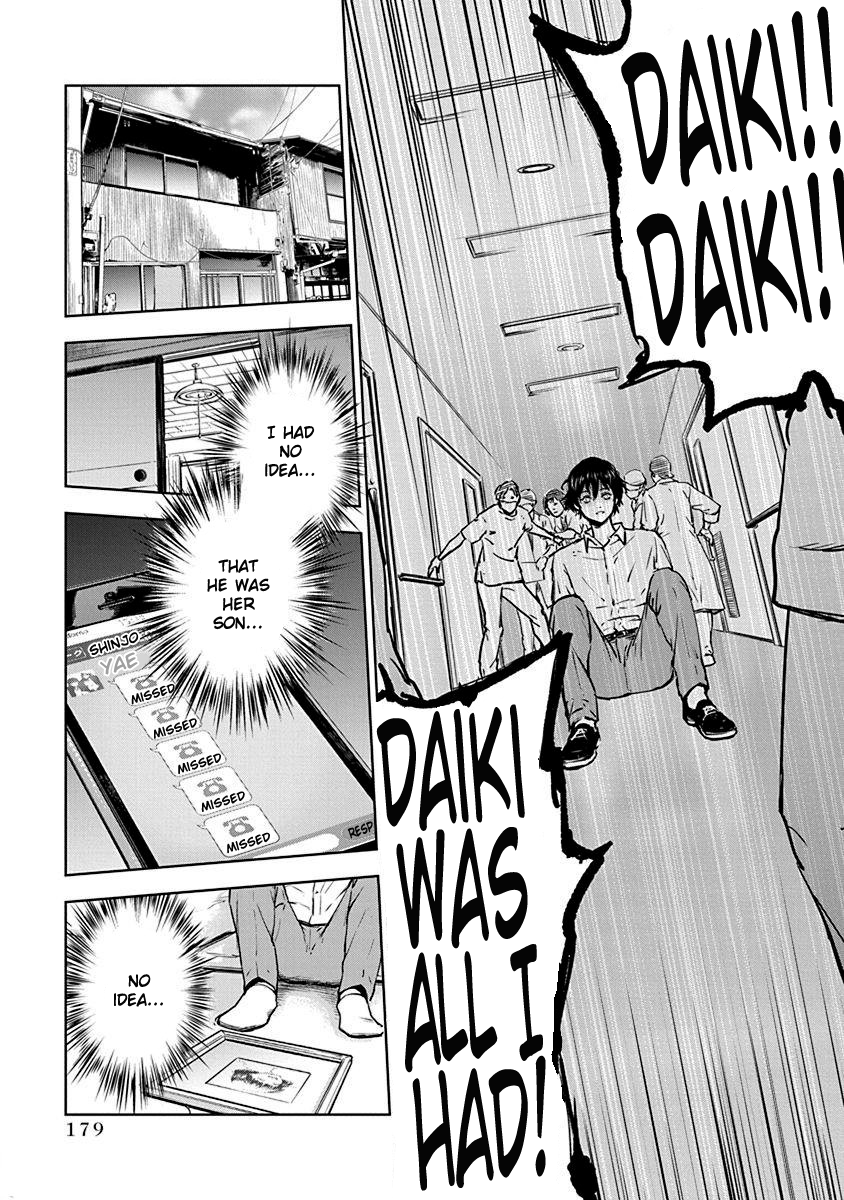 DAIKI!!
DAIKI!!
DAIKI
WAS
ALL I
HAD!
I HAD
NO
IDEA...
THAT
HE WAS
HER
SON...
SHINJO
YAE
MISSED
MISSED
MISSED
MISSED
MISSED
RESP
NO
IDEA...
179